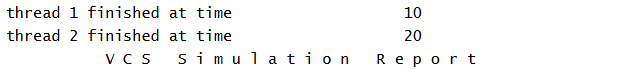 thread 1 finished at time                   10
thread 2 finished at time                   20
           V C S   S i m u l a t i o n   R e p o r t